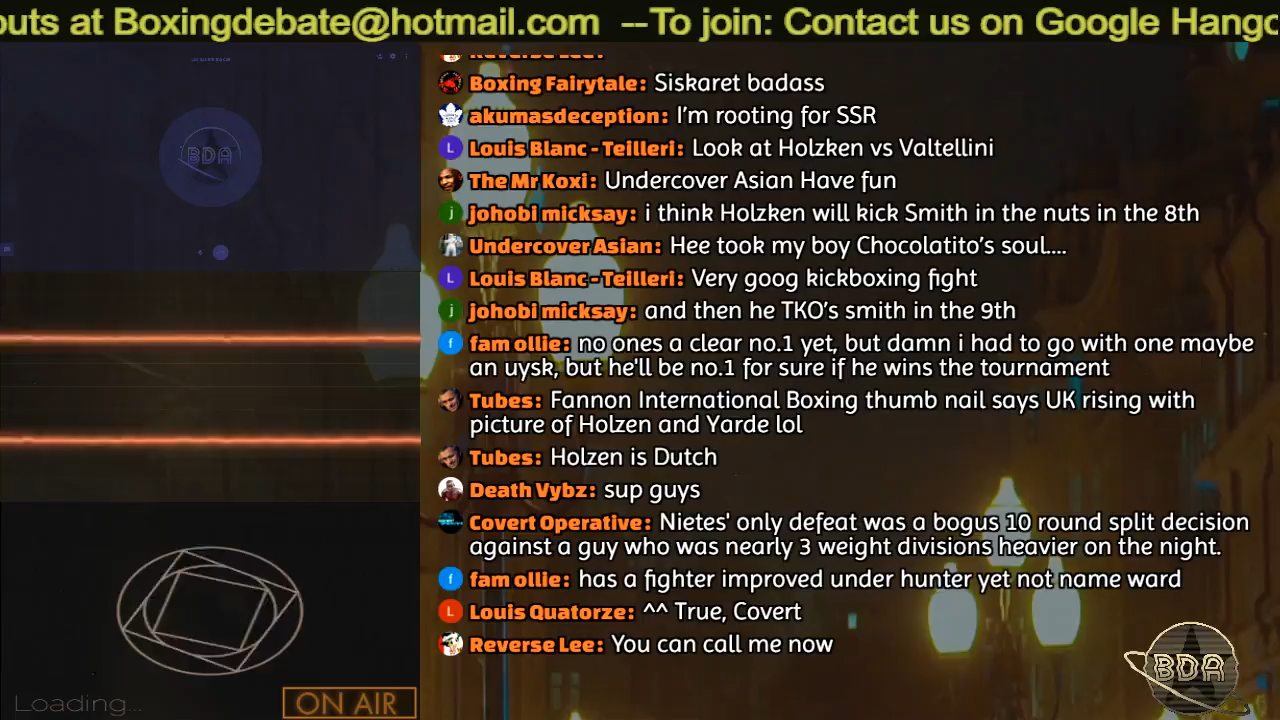 outs at Boxingdebate@hotmail.com --To join: Contact us on Google Hango
BDA
Reverse Lee:
Boxing Fairytale: Siskaret badass
akumasdeception: I'm rooting for SSR
Louis Blanc - Teilleri: Look at Holzken vs Valtellini
The Mr Koxi: Undercover Asian Have fun
johobi micksay: i think Holzken will kick Smith in the nuts in the 8th
Undercover Asian: Hee took my boy Chocolatito's soul....
Louis Blanc - Teilleri: Very goog kickboxing fight
johobi micksay: and then he TKO's smith in the 9th
fam ollie: no ones a clear no.1 yet, but damn i had to go with one maybe
an uysk, but he'll be no.1 for sure if he wins the tournament
Tubes: Fannon International Boxing thumb nail says UK rising with
picture of Holzen and Yarde lol
Tubes: Holzen is Dutch
Death Vybz: sup guys
Covert Operative: Nietes' only defeat was a bogus 10 round split decision
against a guy who was nearly 3 weight divisions heavier on the night.
fam ollie: has a fighter improved under hunter yet not name ward
Louis Quatorze: ^^ True, Covert
Reverse Lee: You can call me now
Loading...
ON AIR
BDA